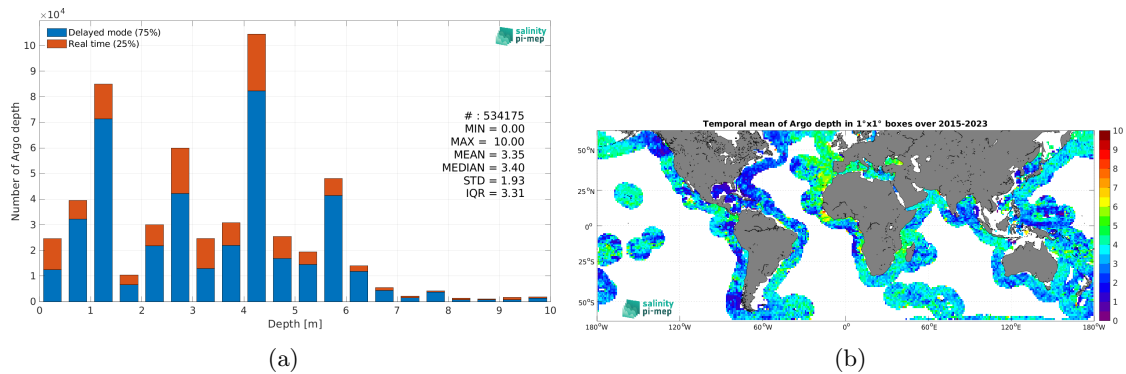 ×10⁴
Delayed mode (75%)
Real time (25%)
salinity
pi-mep
10
9
8
7
6
5
4
3
2
1
0
Number of Argo depth
# : 534175
MIN = 0.00
MAX = 10.00
MEAN = 3.35
MEDIAN = 3.40
STD = 1.93
IQR = 3.31
0 1 2 3 4 5 6 7 8 9 10
Depth [m]
(a)
Temporal mean of Argo depth in 1°x1° boxes over 2015-2023
50°N
25°N
0°
25°S
50°S
salinity
pi-mep
180°W 120°W 60°W 0° 60°E 120°E 180°W
10
9
8
7
6
5
4
3
2
1
0
(b)